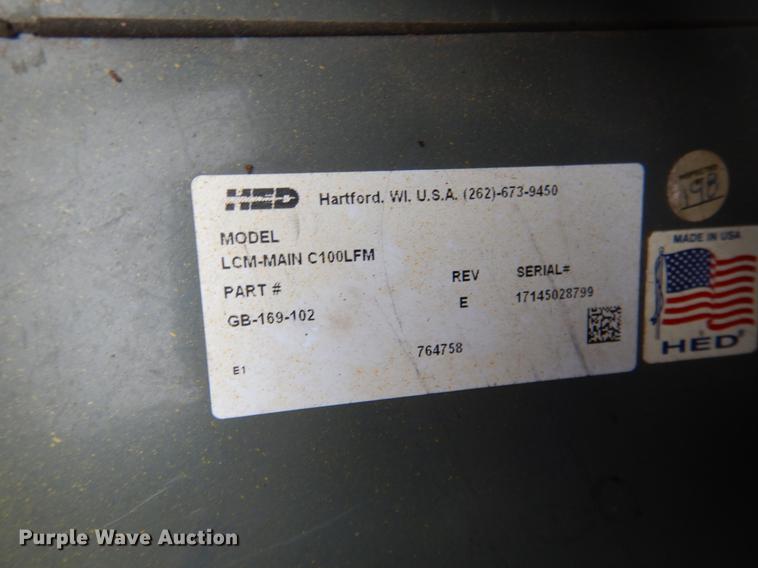 HED Hartford. WI. U.S.A. (262)-673-9450
MODEL
LCM-MAIN C100LFM
PART #
REV SERIAL#
GB-169-102 E 17145028799
764758
E1
198
MADE IN USA
HED
Purple Wave Auction